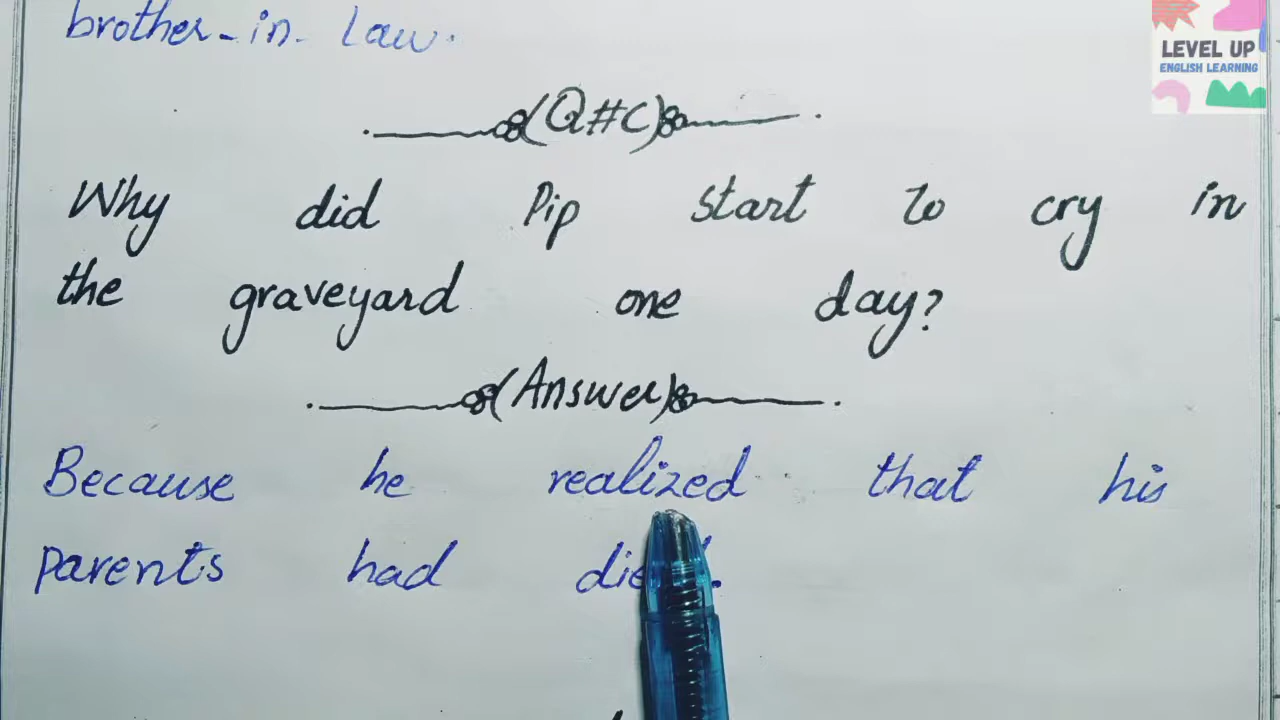 brother-in-law.
LEVEL UP
ENGLISH LEARNING
(Q#C)
Why did Pip start to cry in
the graveyard one day?
(Answer)
Because he realized that his
parents had died.